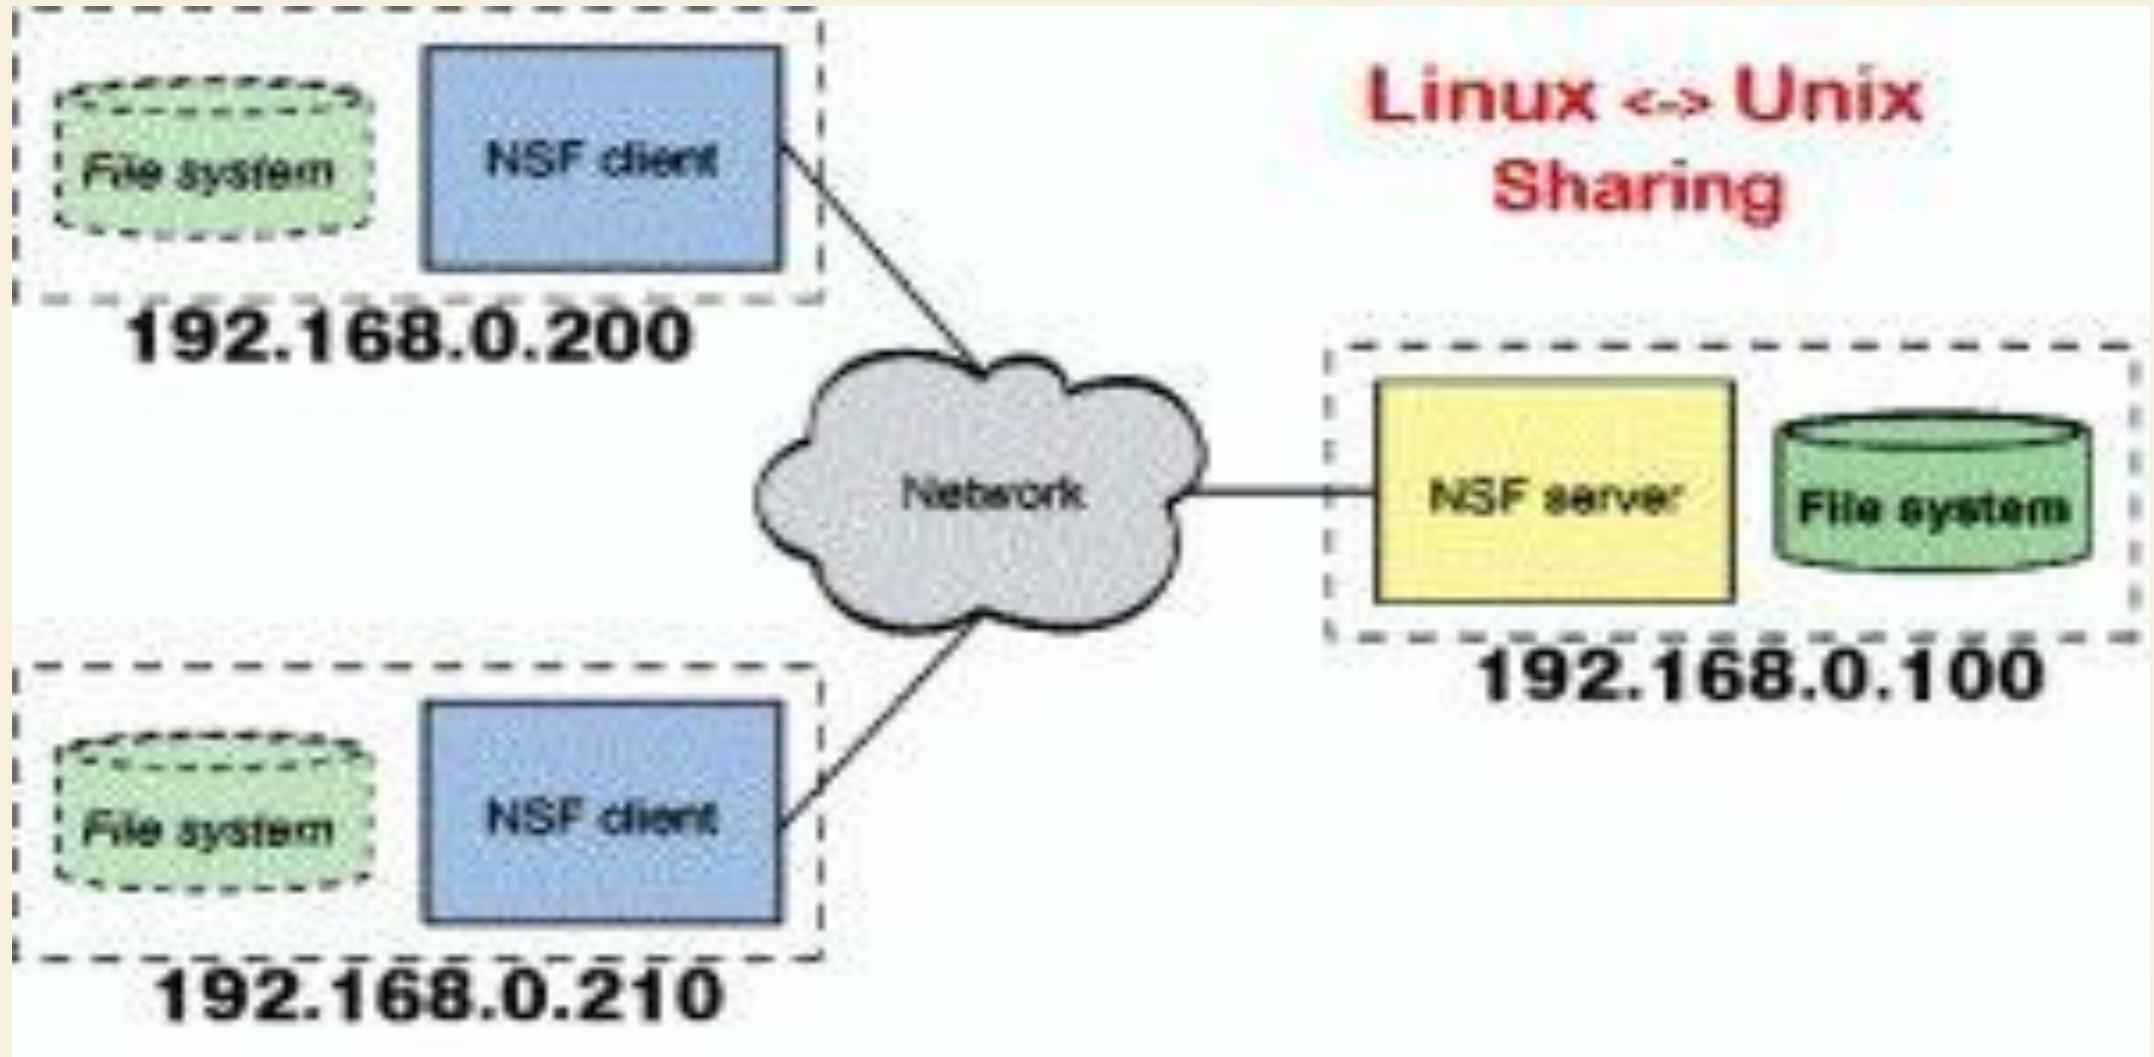 Linux <-> Unix
Sharing
File system
NSF client
192.168.0.200
Network
NSF server
File system
192.168.0.100
File system
NSF client
192.168.0.210